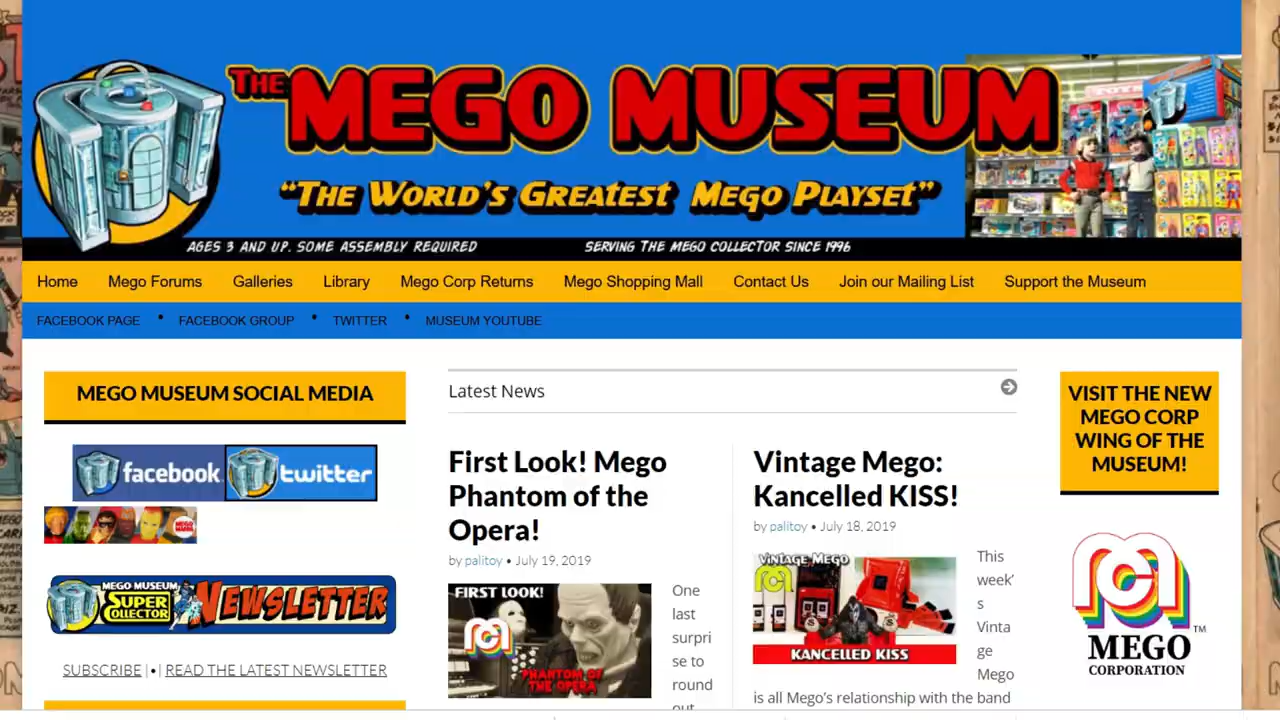 THE MEGO MUSEUM
"THE WORLD'S GREATEST MEGO PLAYSET"
AGES 3 AND UP. SOME ASSEMBLY REQUIRED
SERVING THE MEGO COLLECTOR SINCE 1996
Home
Mego Forums
Galleries
Library
Mego Corp Returns
Mego Shopping Mall
Contact Us
Join our Mailing List
Support the Museum
FACEBOOK PAGE • FACEBOOK GROUP • TWITTER • MUSEUM YOUTUBE
MEGO MUSEUM SOCIAL MEDIA
facebook
twitter
MEGO MUSEUM
SUPER
COLLECTOR
NEWSLETTER
SUBSCRIBE |•| READ THE LATEST NEWSLETTER
Latest News
First Look! Mego
Phantom of the
Opera!
by palitoy • July 19, 2019
FIRST LOOK!
PHANTOM OF
THE OPERA
One
last
surpri
se to
round
out
Vintage Mego:
Kancelled KISS!
by palitoy • July 18, 2019
VINTAGE MEGO
KANCELLED KISS
This
week'
s
Vinta
ge
Mego
is all Mego's relationship with the band
VISIT THE NEW
MEGO CORP
WING OF THE
MUSEUM!
TM
MEGO
CORPORATION